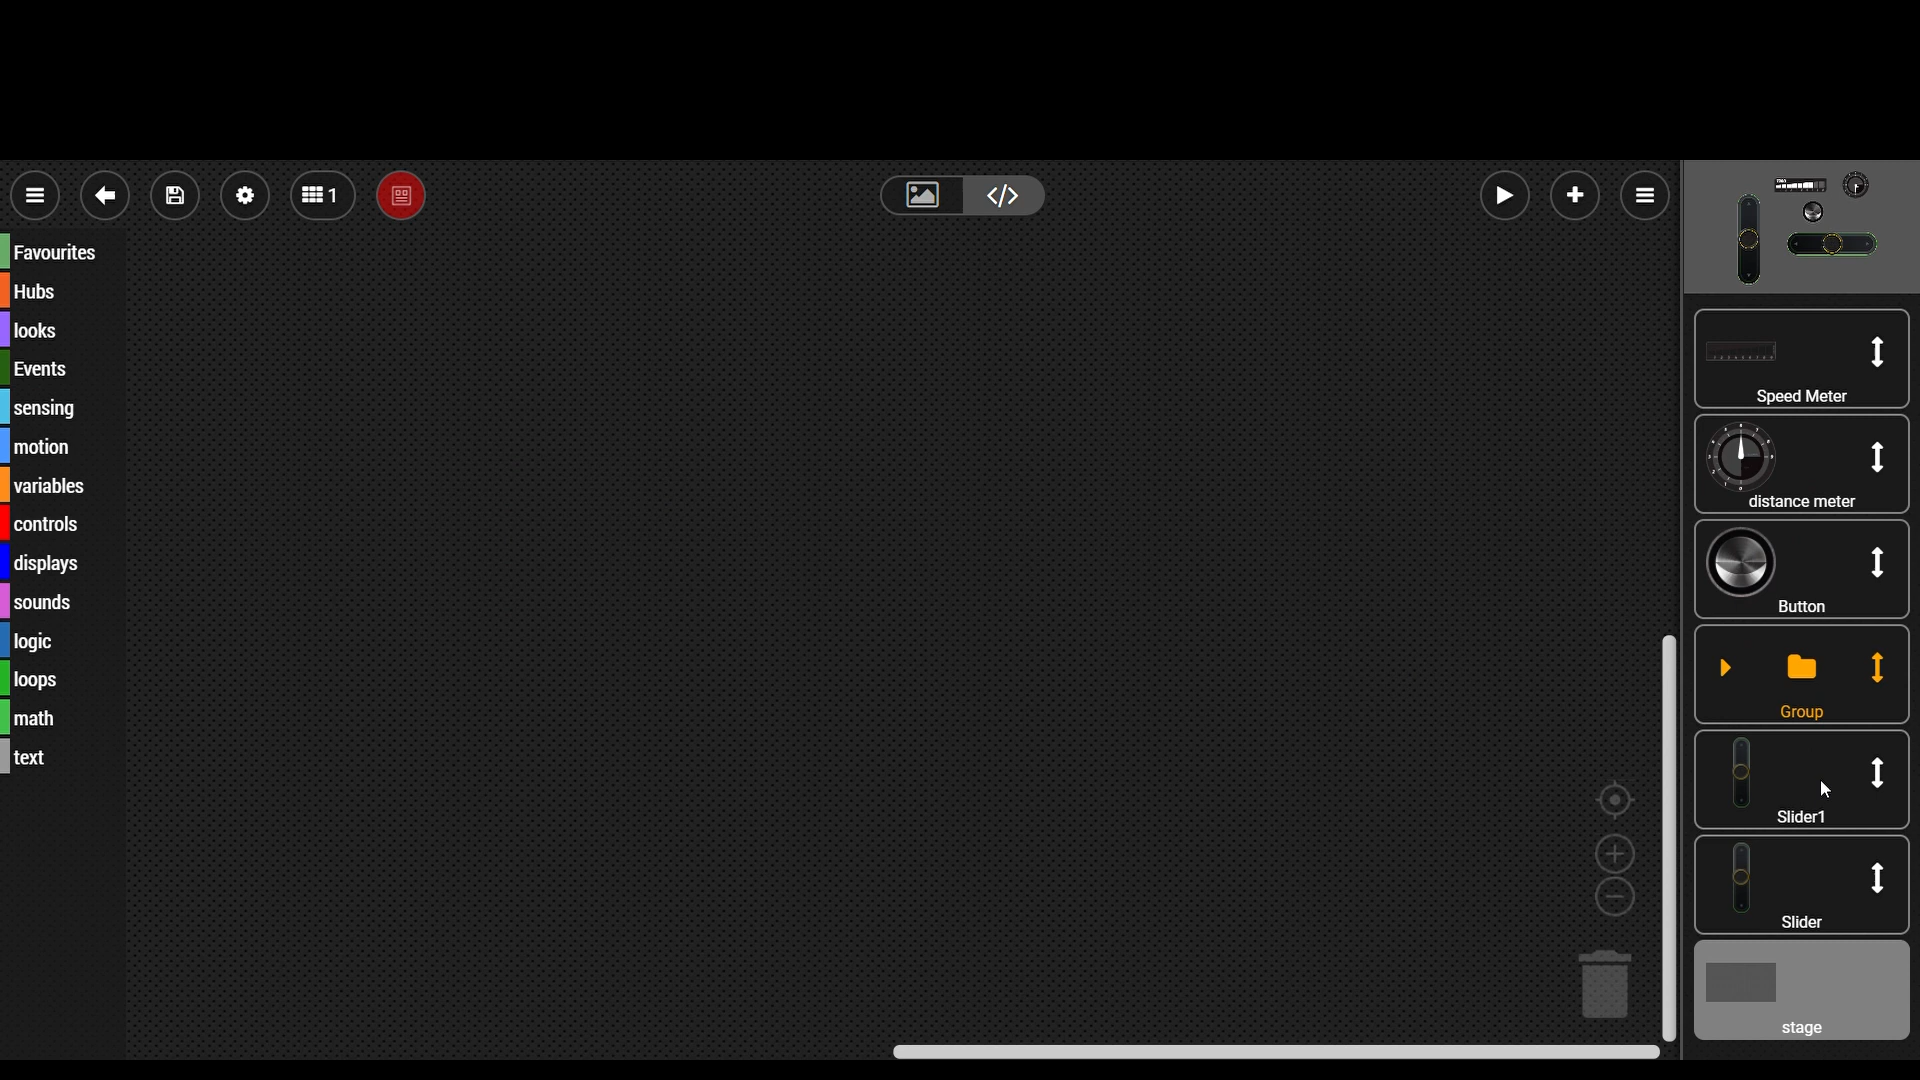 1
Favourites
Hubs
looks
Events
sensing
motion
variables
controls
displays
sounds
logic
loops
math
text
Speed Meter
distance meter
Button
Group
Slider1
Slider
stage